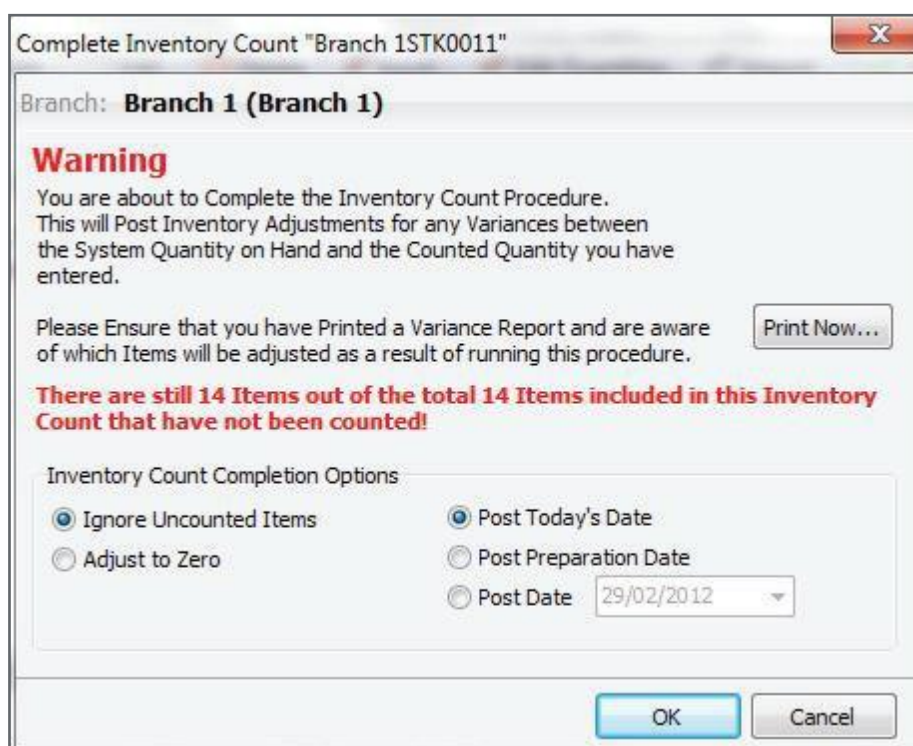 Complete Inventory Count "Branch 1STK0011"
Branch: Branch 1 (Branch 1)
Warning
You are about to Complete the Inventory Count Procedure.
This will Post Inventory Adjustments for any Variances between
the System Quantity on Hand and the Counted Quantity you have
entered.
Please Ensure that you have Printed a Variance Report and are aware
of which Items will be adjusted as a result of running this procedure.
Print Now...
There are still 14 Items out of the total 14 Items included in this Inventory
Count that have not been counted!
Inventory Count Completion Options
Ignore Uncounted Items
Adjust to Zero
Post Today's Date
Post Preparation Date
Post Date 29/02/2012
OK Cancel